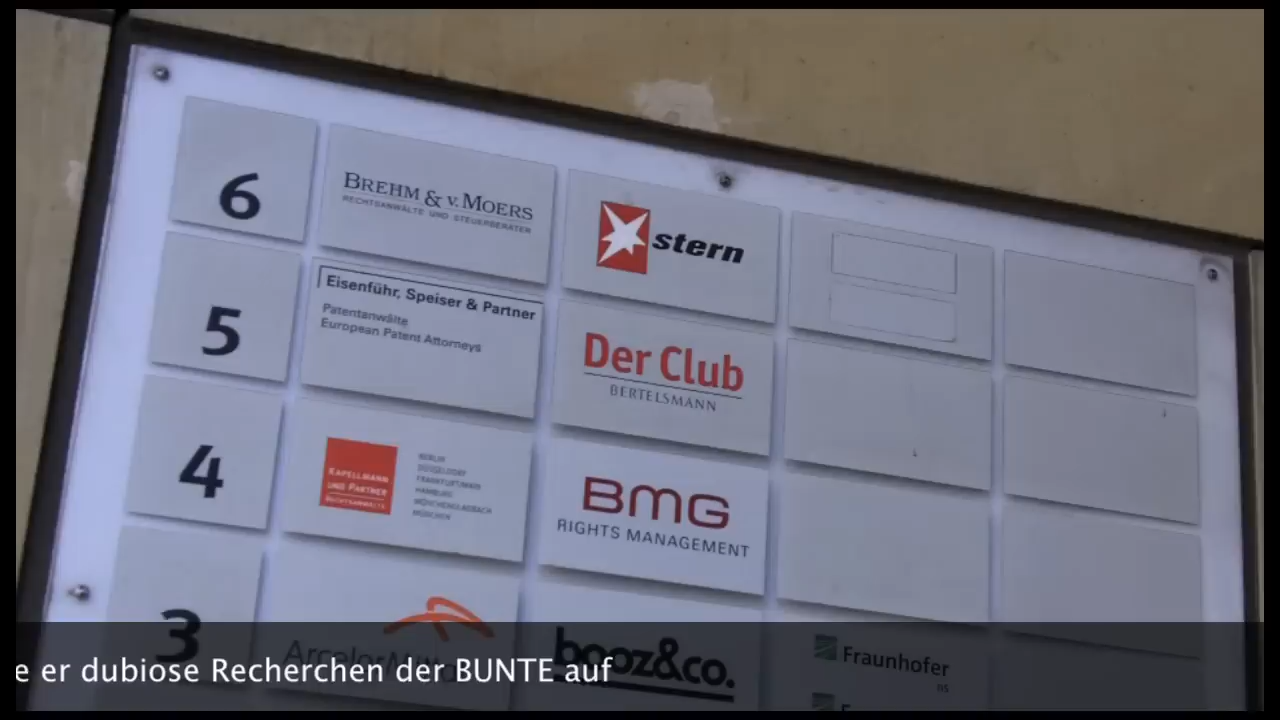 6
BREHM & v. MOERS
RECHTSANWÄLTE UND STEUERBERATER
stern
5
Eisenführ, Speiser & Partner
Patentanwälte
European Patent Attorneys
Der Club
BERTELSMANN
4
KAPELLMANN
UND PARTNER
RECHTSANWÄLTE
BERLIN
DÜSSELDORF
FRANKFURT/MAIN
HAMBURG
MÖNCHENGLADBACH
MÜNCHEN
BMG
RIGHTS MANAGEMENT
3
ArcelorMittal
booz&co.
Fraunhofer
e er dubiose Recherchen der BUNTE auf